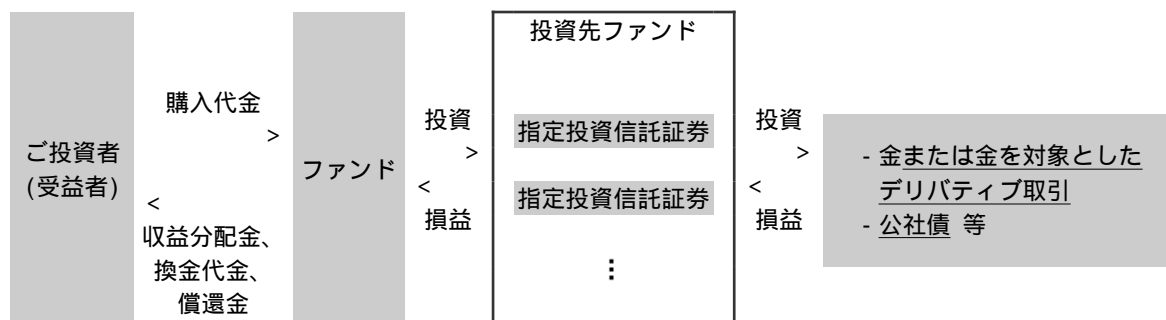 ご投資者
(受益者)
購入代金
>
<
収益分配金、
換金代金、
償還金
ファンド
投資
>
<
損益
投資先ファンド
指定投資信託証券
指定投資信託証券
⋮
投資
>
<
損益
- 金または金を対象とした
デリバティブ取引
- 公社債 等